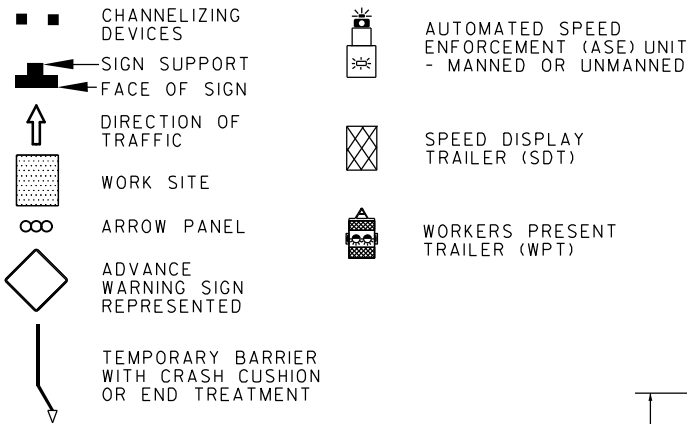 CHANNELIZING
DEVICES
SIGN SUPPORT
FACE OF SIGN
DIRECTION OF
TRAFFIC
WORK SITE
ARROW PANEL
ADVANCE
WARNING SIGN
REPRESENTED
TEMPORARY BARRIER
WITH CRASH CUSHION
OR END TREATMENT
AUTOMATED SPEED
ENFORCEMENT (ASE) UNIT
- MANNED OR UNMANNED
SPEED DISPLAY
TRAILER (SDT)
WORKERS PRESENT
TRAILER (WPT)